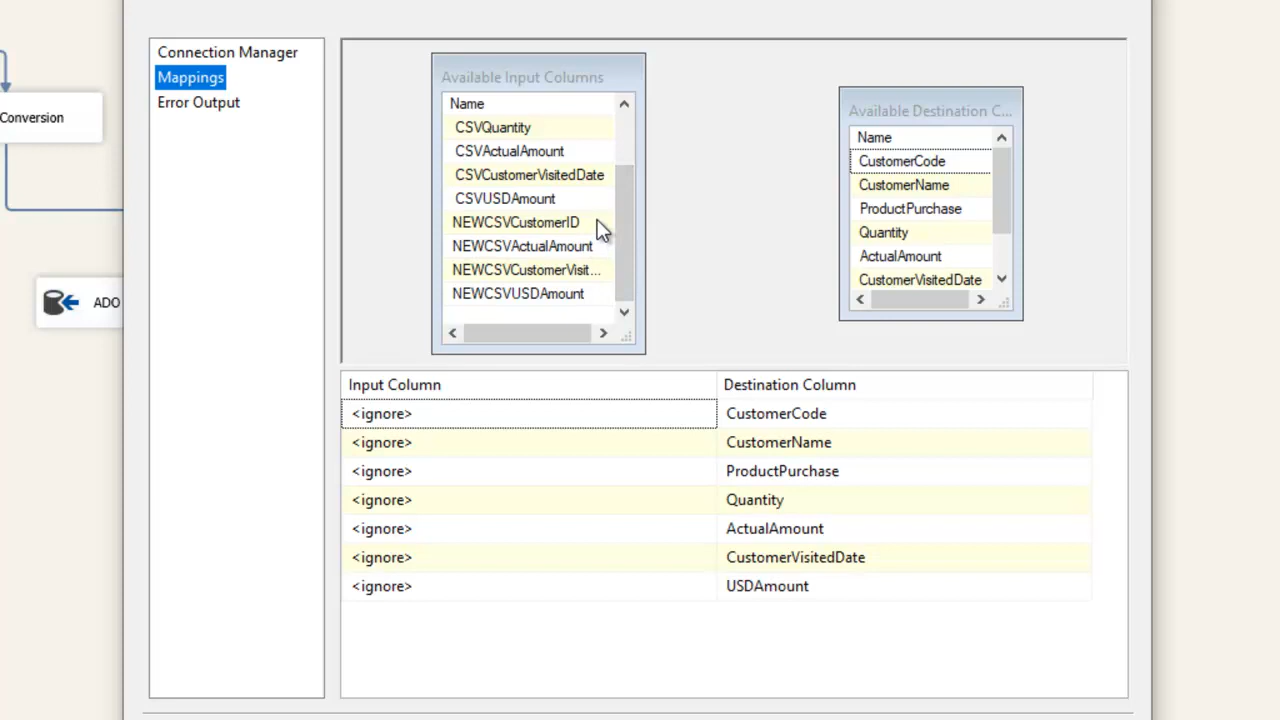 Conversion
ADO
Connection Manager
Mappings
Error Output
Available Input Columns
Name
CSVQuantity
CSVActualAmount
CSVCustomerVisitedDate
CSVUSDAmount
NEWCSVCustomerID
NEWCSVActualAmount
NEWCSVCustomerVisit...
NEWCSVUSDAmount
Available Destination C...
Name
CustomerCode
CustomerName
ProductPurchase
Quantity
ActualAmount
CustomerVisitedDate
Input Column Destination Column
<ignore> CustomerCode
<ignore> CustomerName
<ignore> ProductPurchase
<ignore> Quantity
<ignore> ActualAmount
<ignore> CustomerVisitedDate
<ignore> USDAmount